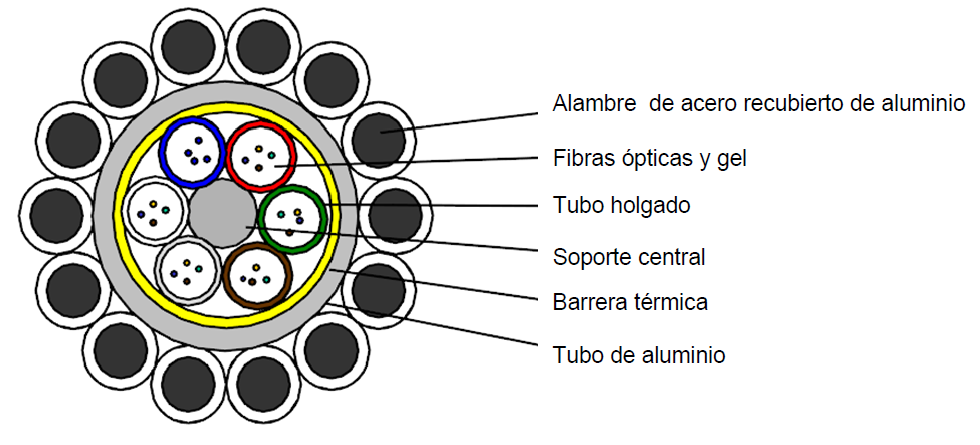 Alambre de acero recubierto de aluminio
Fibras ópticas y gel
Tubo holgado
Soporte central
Barrera térmica
Tubo de aluminio